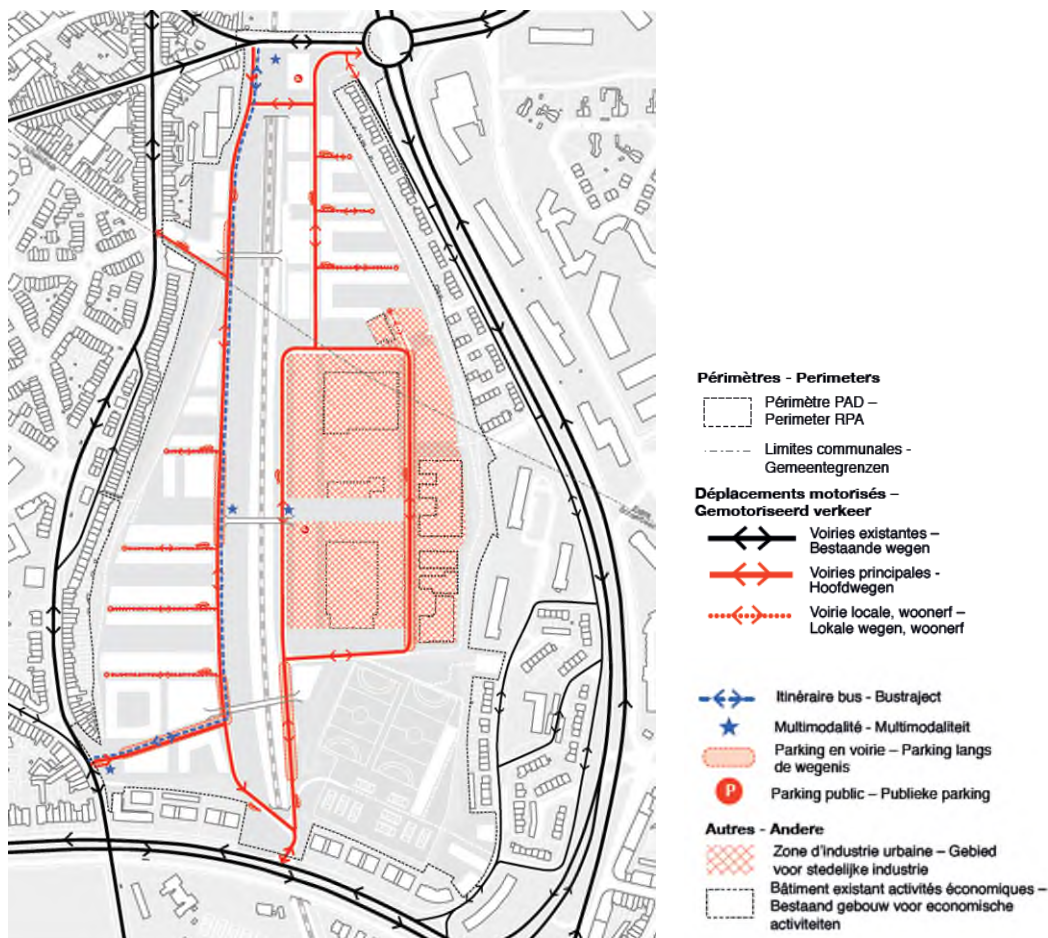 Périmètres - Perimeters
Périmètre PAD –
Perimeter RPA
Limites communales -
Gemeentegrenzen
Déplacements motorisés –
Gemotoriseerd verkeer
Voiries existantes –
Bestaande wegen
Voiries principales -
Hoofdwegen
Voirie locale, woonerf –
Lokale wegen, woonerf
Itinéraire bus - Bustraject
Multimodalité - Multimodaliteit
Parking en voirie – Parking langs
de wegenis
P
Parking public – Publieke parking
Autres - Andere
Zone d'industrie urbaine – Gebied
voor stedelijke industrie
Bâtiment existant activités économiques –
Bestaand gebouw voor economische
activiteiten